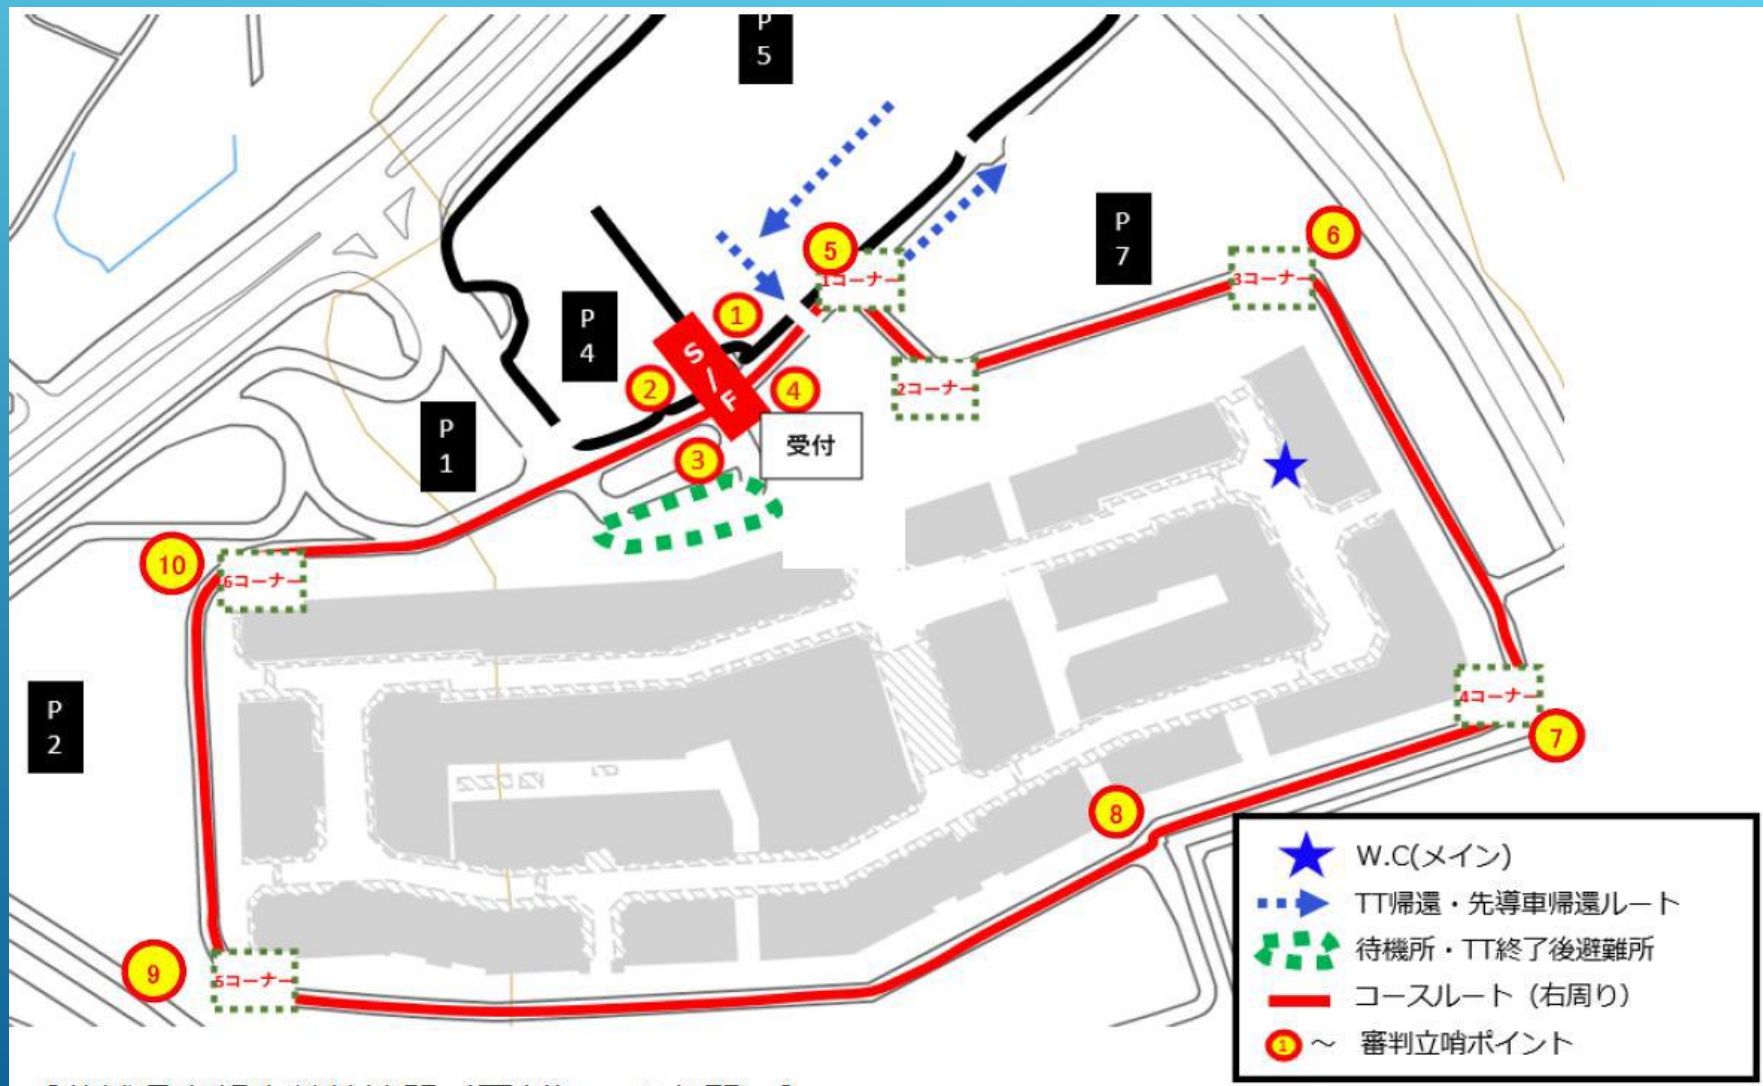 P
5
P
7
6
5
1コーナー
3コーナー
P
4
1
S/F
2
4
2コーナー
P
1
受付
3
10
6コーナー
P
2
4コーナー
7
8
9
5コーナー
W.C(メイン)
TT帰還・先導車帰還ルート
待機所・TT終了後避難所
コースルート（右周り）
1 ～ 審判立哨ポイント